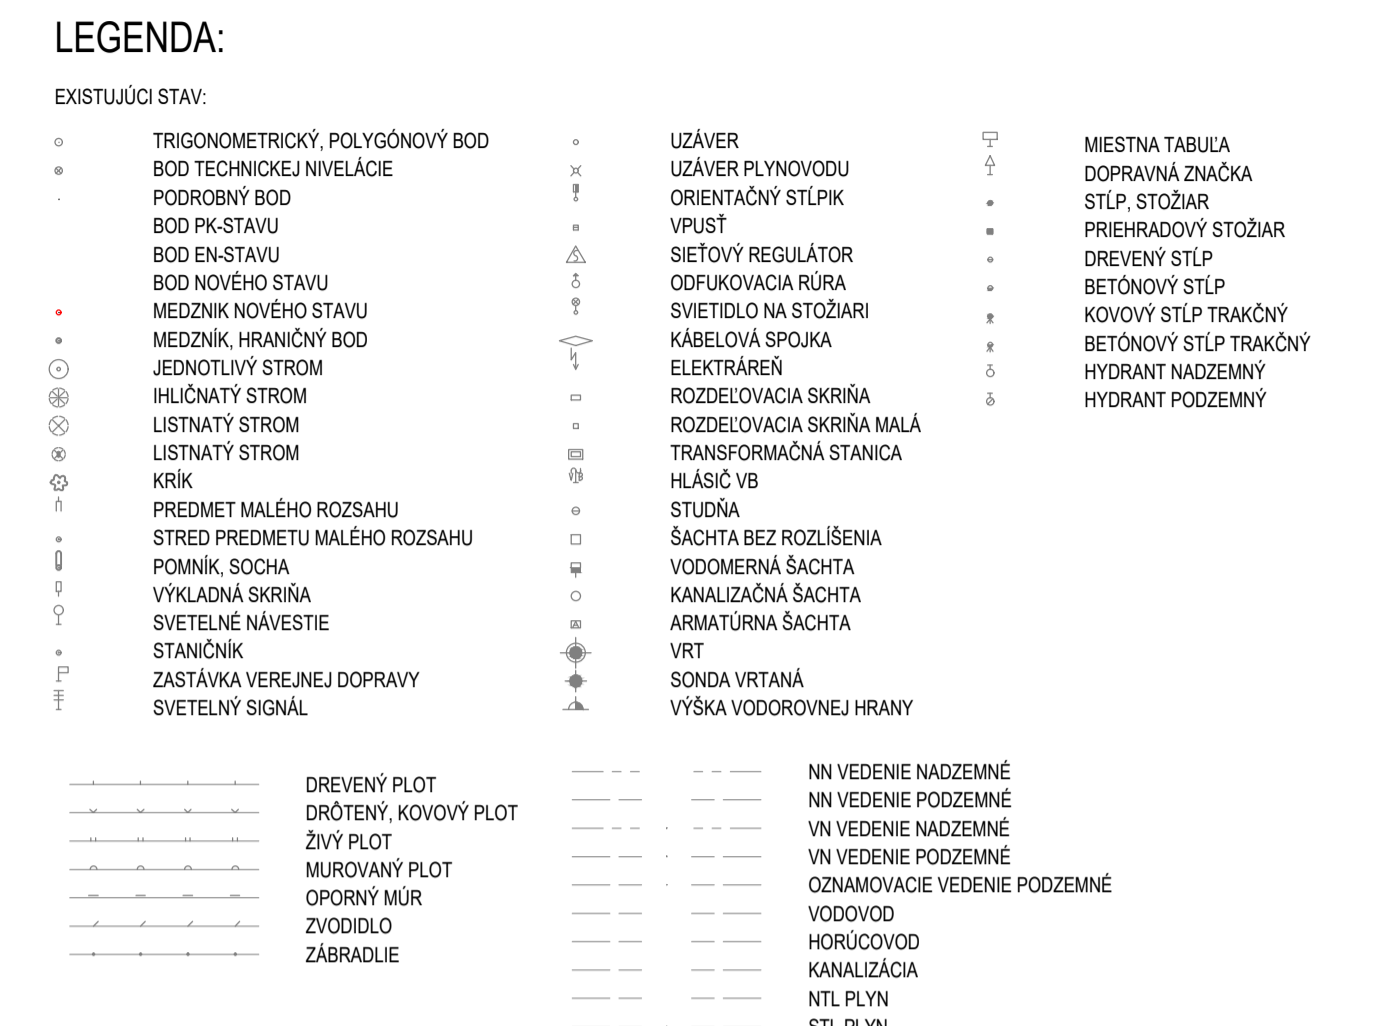 LEGENDA:
EXISTUJÚCI STAV:
TRIGONOMETRICKÝ, POLYGÓNOVÝ BOD
BOD TECHNICKEJ NIVELÁCIE
PODROBNÝ BOD
BOD PK-STAVU
BOD EN-STAVU
BOD NOVÉHO STAVU
MEDZNIK NOVÉHO STAVU
MEDZNÍK, HRANIČNÝ BOD
JEDNOTLIVÝ STROM
IHLIČNATÝ STROM
LISTNATÝ STROM
LISTNATÝ STROM
KRÍK
PREDMET MALÉHO ROZSAHU
STRED PREDMETU MALÉHO ROZSAHU
POMNÍK, SOCHA
VÝKLADNÁ SKRIŇA
SVETELNÉ NÁVESTIE
STANIČNÍK
ZASTÁVKA VEREJNEJ DOPRAVY
SVETELNÝ SIGNÁL
UZÁVER
UZÁVER PLYNOVODU
ORIENTAČNÝ STĹPIK
VPUSŤ
SIEŤOVÝ REGULÁTOR
ODFUKOVACIA RÚRA
SVIETIDLO NA STOŽIARI
KÁBELOVÁ SPOJKA
ELEKTRÁREŇ
ROZDEĽOVACIA SKRIŇA
ROZDEĽOVACIA SKRIŇA MALÁ
TRANSFORMAČNÁ STANICA
HLÁSIČ VB
STUDŇA
ŠACHTA BEZ ROZLÍŠENIA
VODOMERNÁ ŠACHTA
KANALIZAČNÁ ŠACHTA
ARMATÚRNA ŠACHTA
VRT
SONDA VRTANÁ
VÝŠKA VODOROVNEJ HRANY
MIESTNA TABUĽA
DOPRAVNÁ ZNAČKA
STĹP, STOŽIAR
PRIEHRADOVÝ STOŽIAR
DREVENÝ STĹP
BETÓNOVÝ STĹP
KOVOVÝ STĹP TRAKČNÝ
BETÓNOVÝ STĹP TRAKČNÝ
HYDRANT NADZEMNÝ
HYDRANT PODZEMNÝ
DREVENÝ PLOT
DRÔTENÝ, KOVOVÝ PLOT
ŽIVÝ PLOT
MUROVANÝ PLOT
OPORNÝ MÚR
ZVODIDLO
ZÁBRADLIE
NN VEDENIE NADZEMNÉ
NN VEDENIE PODZEMNÉ
VN VEDENIE NADZEMNÉ
VN VEDENIE PODZEMNÉ
OZNAMOVACIE VEDENIE PODZEMNÉ
VODOVOD
HORÚCOVOD
KANALIZÁCIA
NTL PLYN
STL PLYN